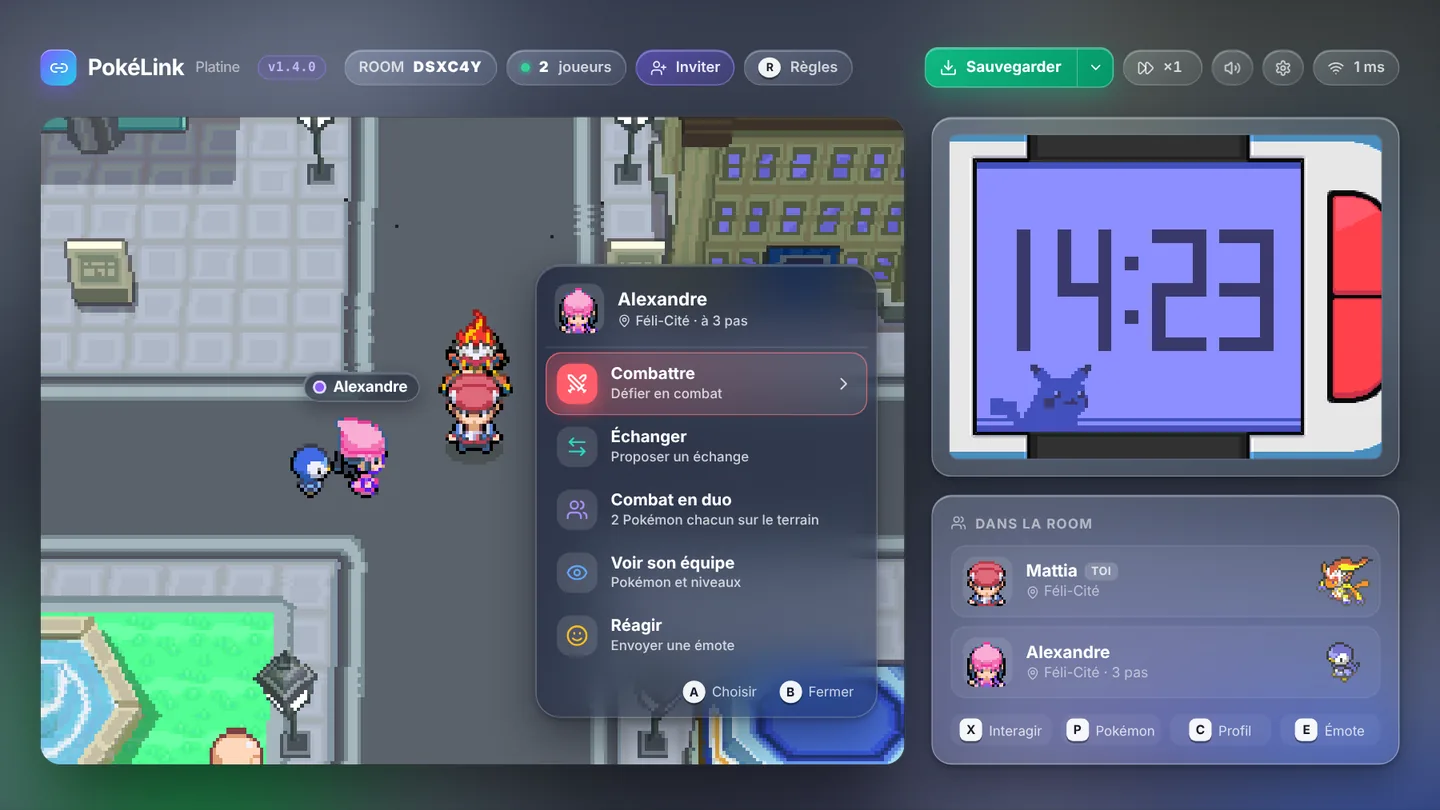 PokéLink Platine v1.4.0 ROOM DSXC4Y 2 joueurs Inviter R Règles Sauvegarder ×1 1 ms
Alexandre
Alexandre
Féli-Cité · à 3 pas
Combattre
Défier en combat
Échanger
Proposer un échange
Combat en duo
2 Pokémon chacun sur le terrain
Voir son équipe
Pokémon et niveaux
Réagir
Envoyer une émote
A Choisir B Fermer
14:23
DANS LA ROOM
Mattia TOI
Féli-Cité
Alexandre
Féli-Cité · 3 pas
X Interagir P Pokémon C Profil E Émote